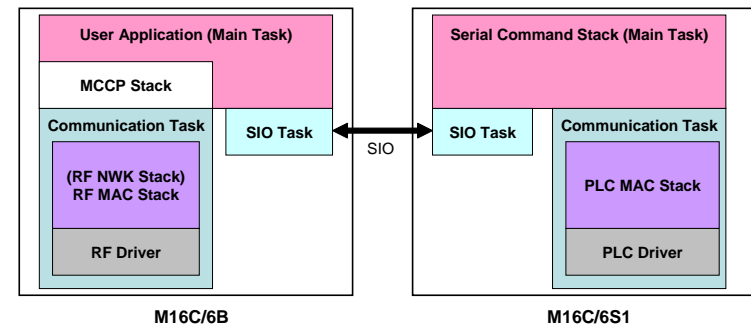 User Application (Main Task)
MCCP Stack
Communication Task
SIO Task
(RF NWK Stack)
RF MAC Stack
RF Driver
M16C/6B
SIO
Serial Command Stack (Main Task)
SIO Task
Communication Task
PLC MAC Stack
PLC Driver
M16C/6S1